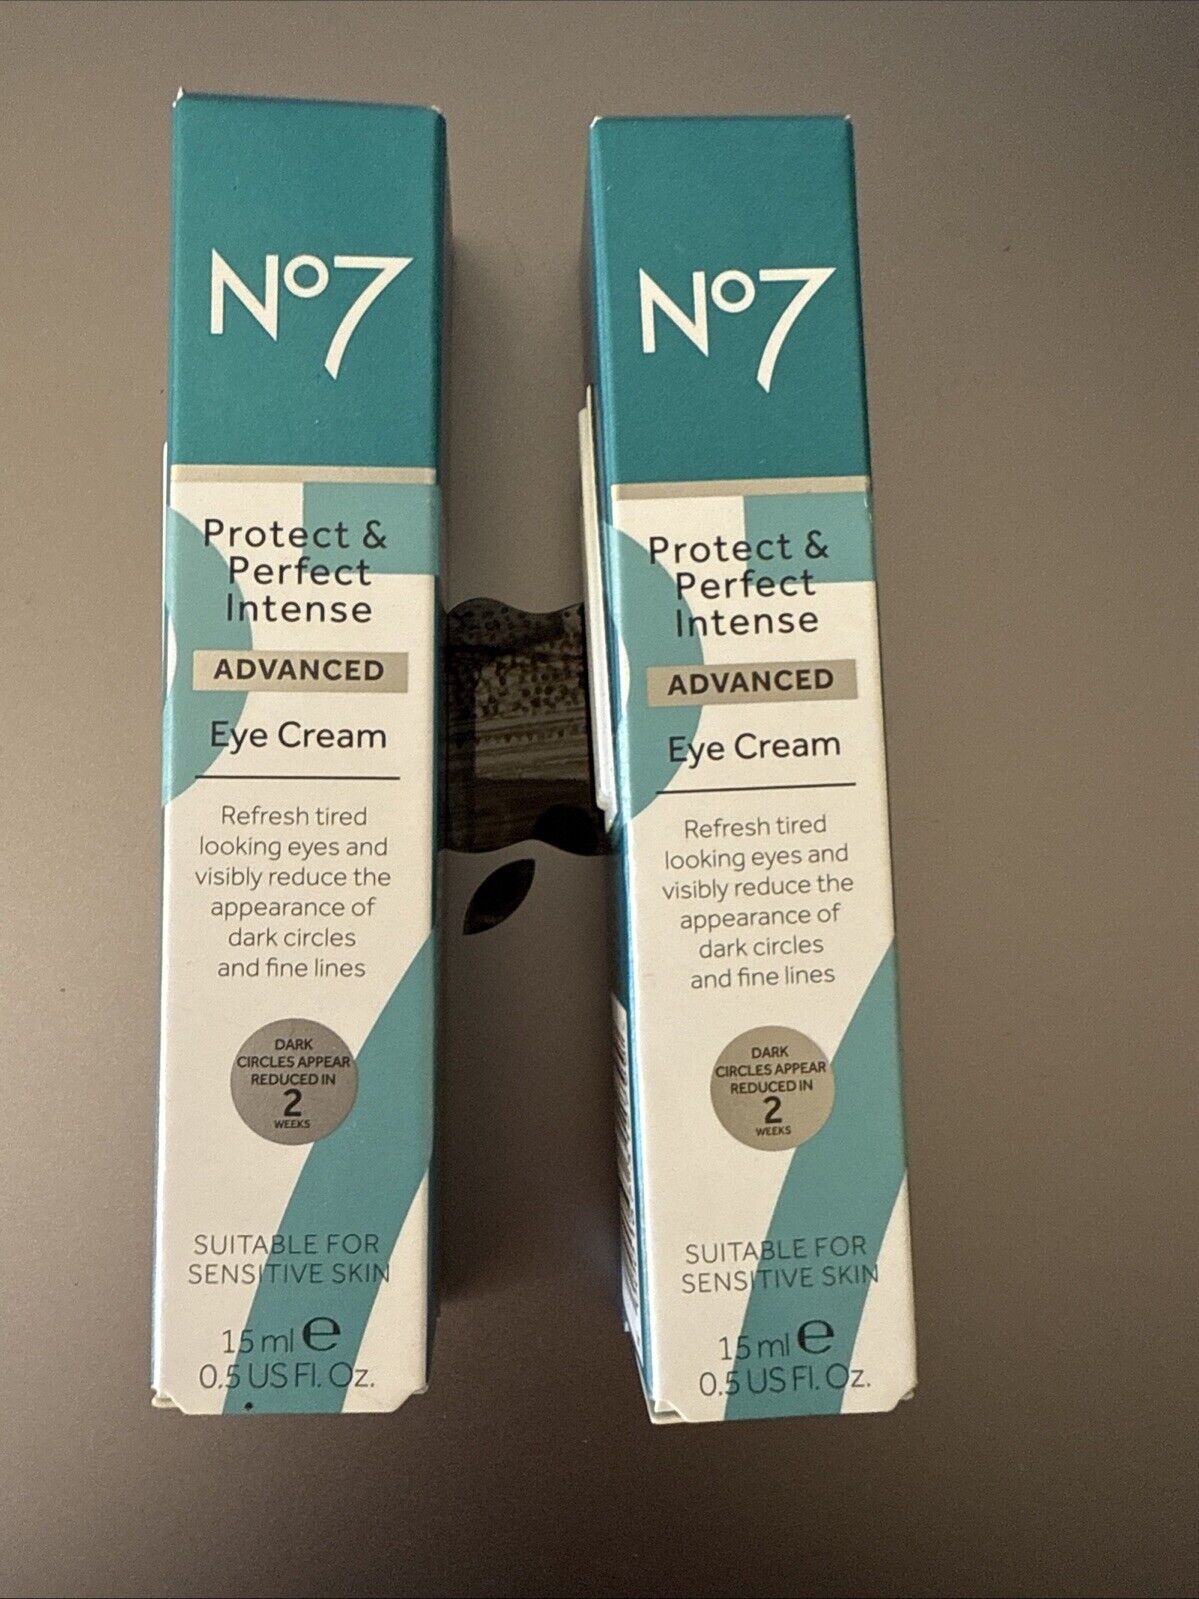 Nº7
Protect &
Perfect
Intense
ADVANCED
Eye Cream
Refresh tired
looking eyes and
visibly reduce the
appearance of
dark circles
and fine lines
DARK
CIRCLES APPEAR
REDUCED IN
2
WEEKS
SUITABLE FOR
SENSITIVE SKIN
15 ml ℮
0.5 US Fl. Oz.
Nº7
Protect &
Perfect
Intense
ADVANCED
Eye Cream
Refresh tired
looking eyes and
visibly reduce the
appearance of
dark circles
and fine lines
DARK
CIRCLES APPEAR
REDUCED IN
2
WEEKS
SUITABLE FOR
SENSITIVE SKIN
15 ml ℮
0.5 US Fl. Oz.